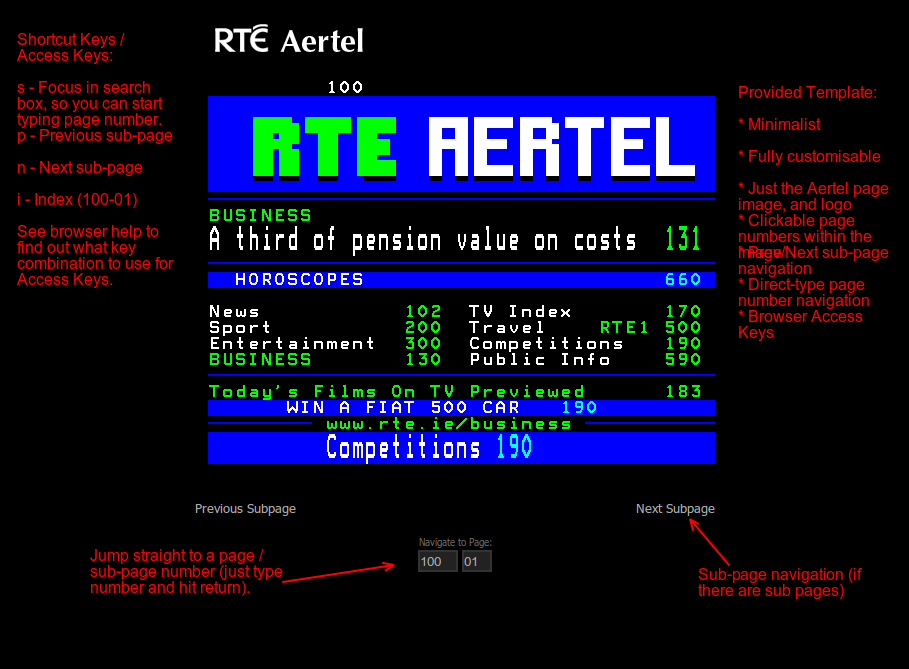 RTÉ Aertel
Shortcut Keys /
Access Keys:
s - Focus in search
box, so you can start
typing page number.
p - Previous sub-page
n - Next sub-page
i - Index (100-01)
See browser help to
find out what key
combination to use for
Access Keys.
100
RTE AERTEL
BUSINESS
A third of pension value on costs 131
HOROSCOPES 660
News 102 TV Index 170
Sport 200 Travel RTE1 500
Entertainment 300 Competitions 190
BUSINESS 130 Public Info 590
Today's Films On TV Previewed 183
WIN A FIAT 500 CAR 190
www.rte.ie/business
Competitions 190
Provided Template:
* Minimalist
* Fully customisable
* Just the Aertel page
image, and logo
* Clickable page
numbers within the
image
* Prev/Next sub-page
navigation
* Direct-type page
number navigation
* Browser Access
Keys
Previous Subpage
Next Subpage
Navigate to Page:
100 01
Jump straight to a page /
sub-page number (just type
number and hit return).
Sub-page navigation (if
there are sub pages)